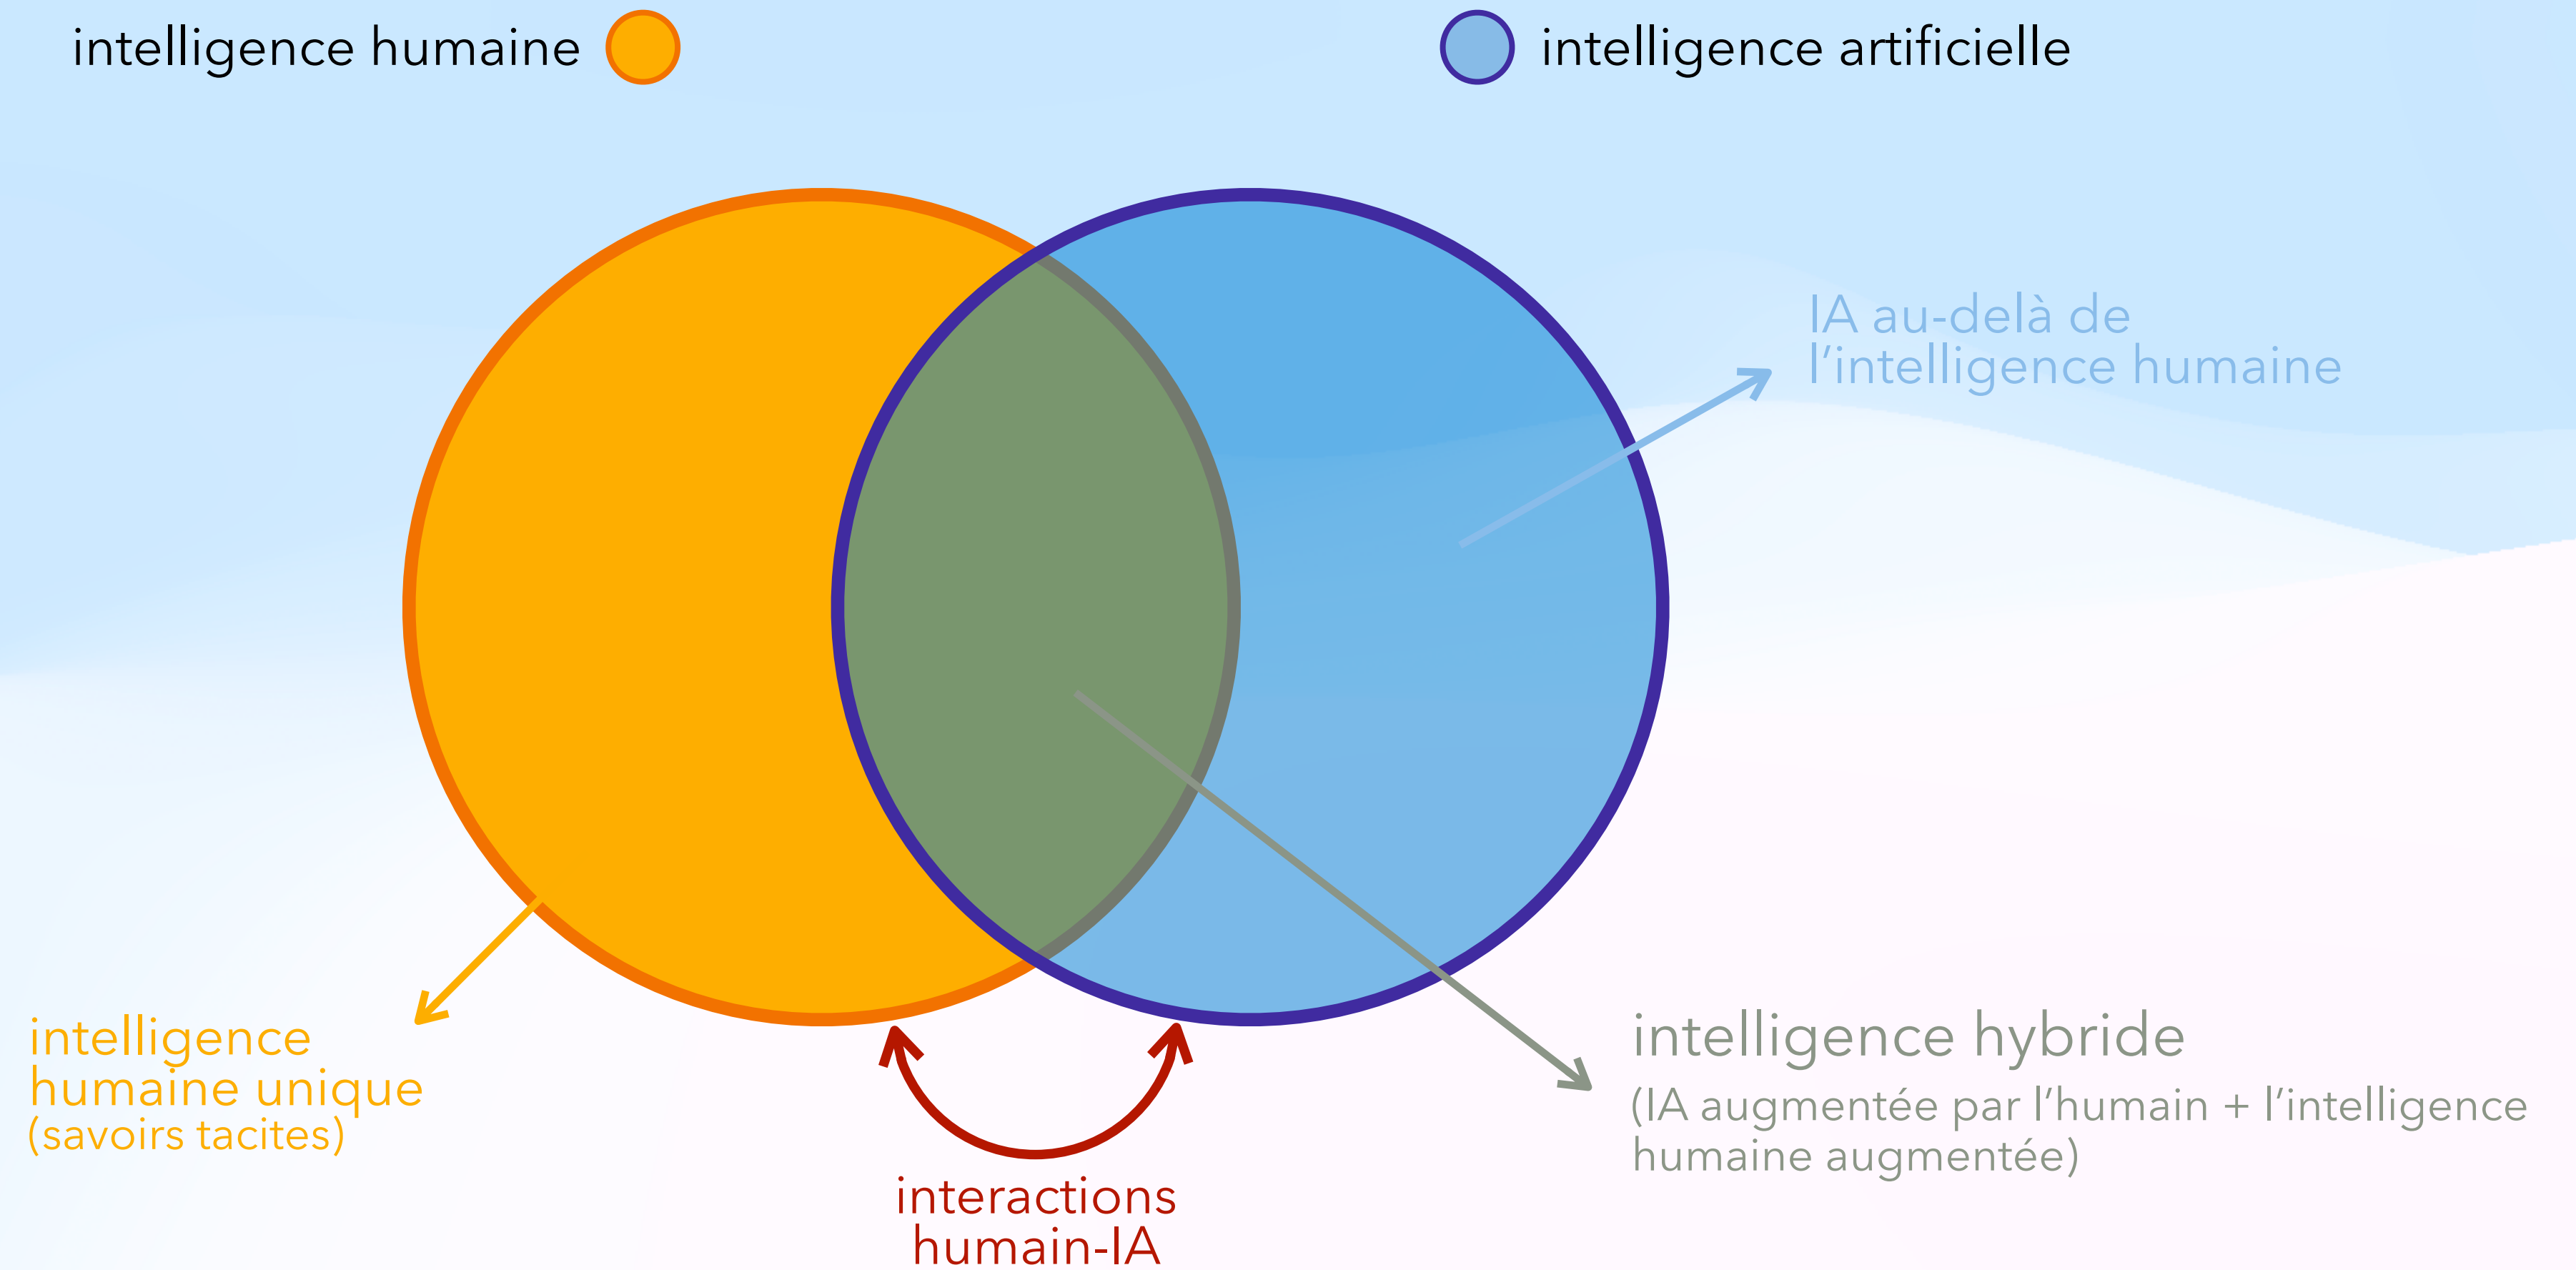 intelligence humaine
intelligence artificielle
IA au-delà de
l’intelligence humaine
intelligence
humaine unique
(savoirs tacites)
intelligence hybride
(IA augmentée par l’humain + l’intelligence
humaine augmentée)
interactions
humain-IA